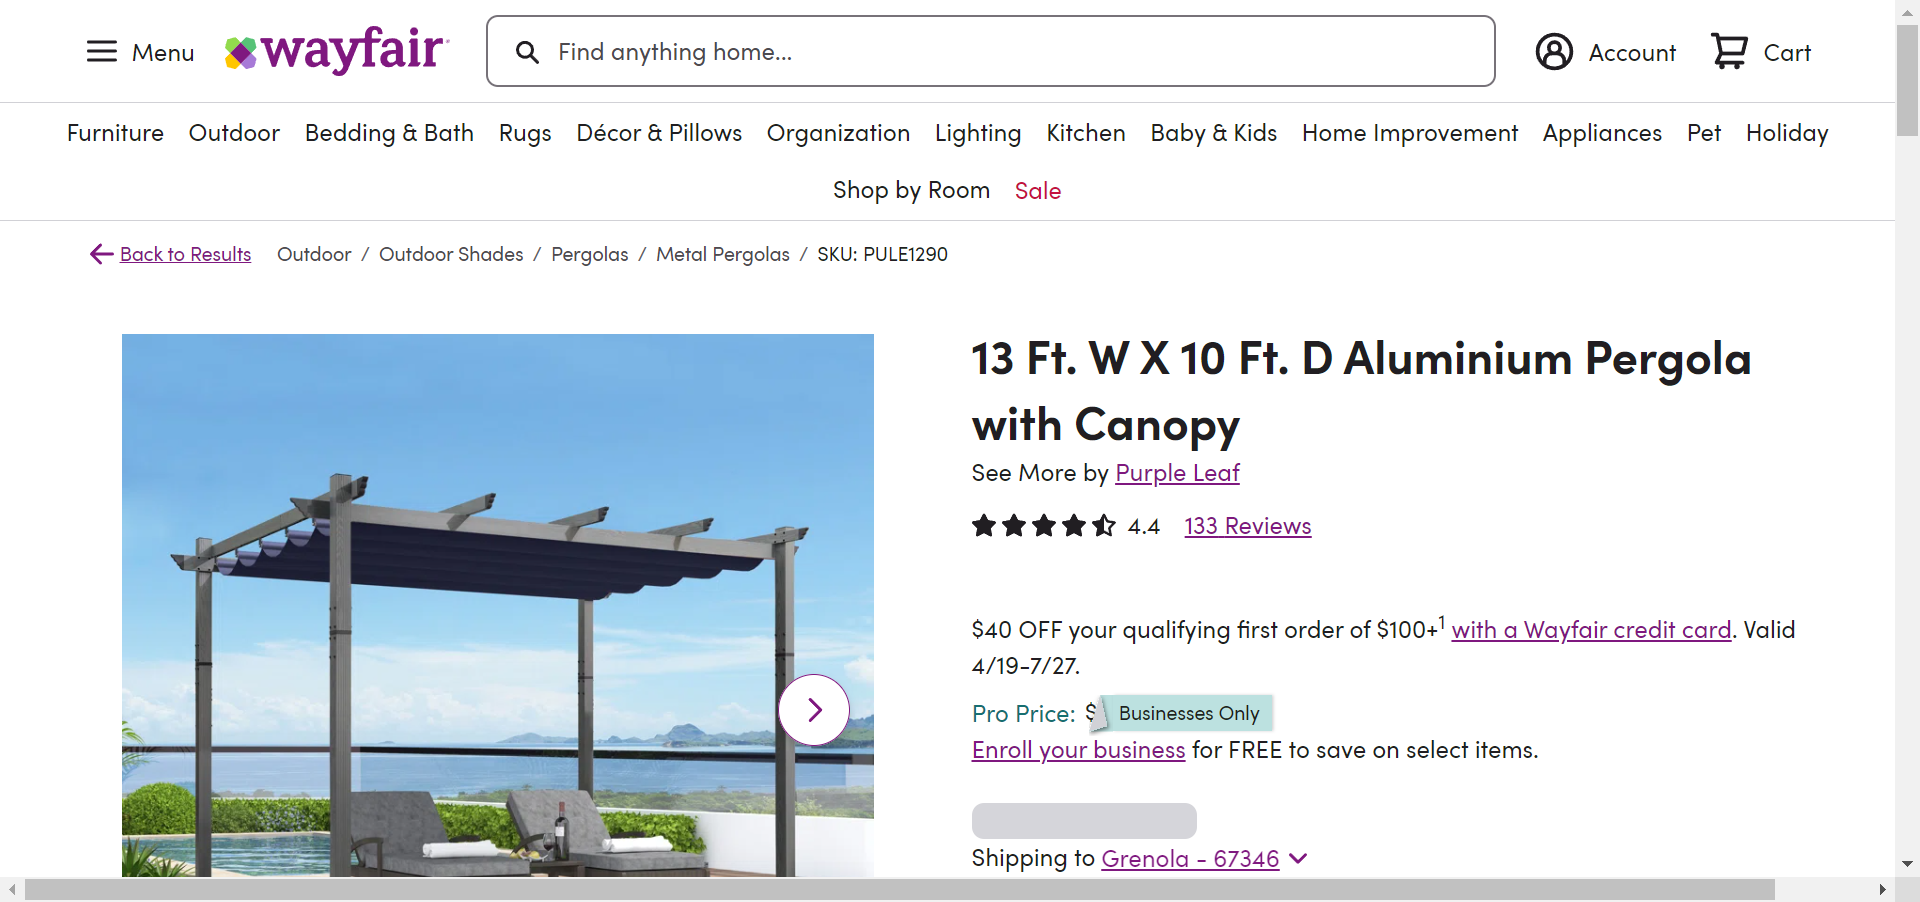 Menu
wayfair
Find anything home...
Account
Cart
Furniture
Outdoor
Bedding & Bath
Rugs
Décor & Pillows
Organization
Lighting
Kitchen
Baby & Kids
Home Improvement
Appliances
Pet
Holiday
Shop by Room
Sale
Back to Results
Outdoor / Outdoor Shades / Pergolas / Metal Pergolas / SKU: PULE1290
13 Ft. W X 10 Ft. D Aluminium Pergola
with Canopy
See More by Purple Leaf
4.4
133 Reviews
$40 OFF your qualifying first order of $100+1 with a Wayfair credit card. Valid
4/19-7/27.
Pro Price: $ Businesses Only
Enroll your business for FREE to save on select items.
Shipping to Grenola - 67346